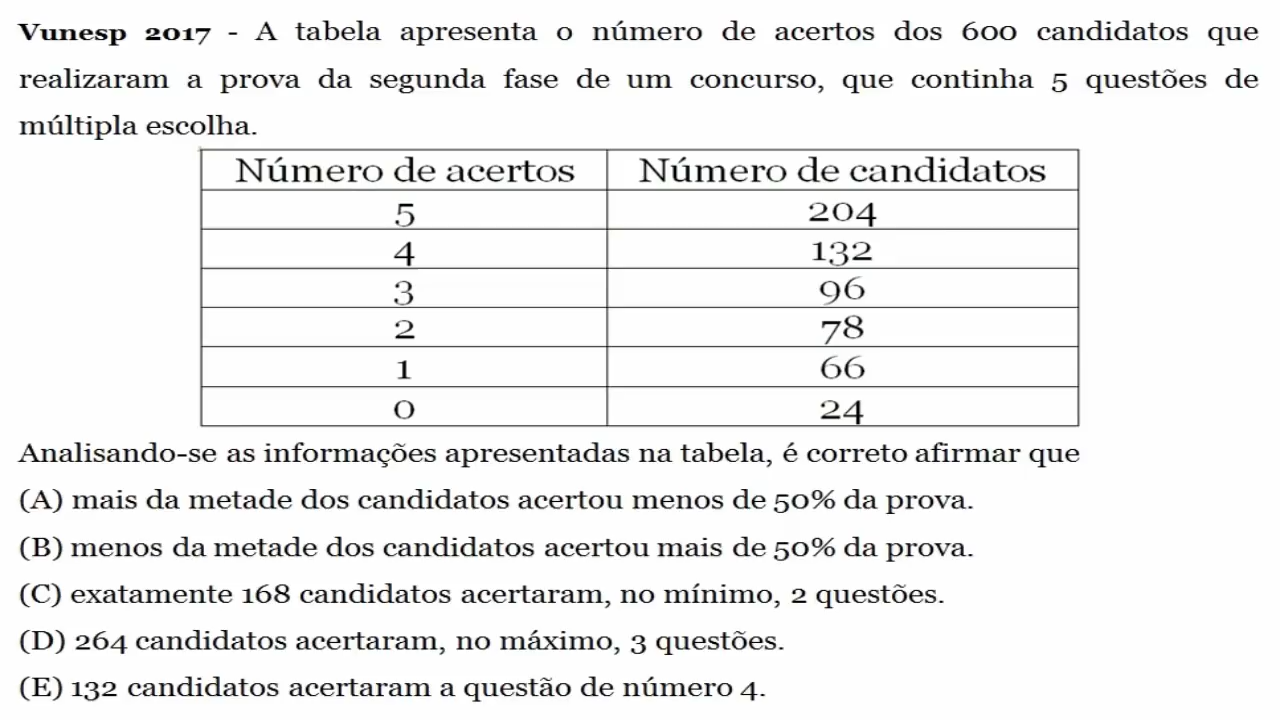 Vunesp 2017 - A tabela apresenta o número de acertos dos 600 candidatos que
realizaram a prova da segunda fase de um concurso, que continha 5 questões de
múltipla escolha.
Número de acertos Número de candidatos
5 204
4 132
3 96
2 78
1 66
0 24
Analisando-se as informações apresentadas na tabela, é correto afirmar que
(A) mais da metade dos candidatos acertou menos de 50% da prova.
(B) menos da metade dos candidatos acertou mais de 50% da prova.
(C) exatamente 168 candidatos acertaram, no mínimo, 2 questões.
(D) 264 candidatos acertaram, no máximo, 3 questões.
(E) 132 candidatos acertaram a questão de número 4.